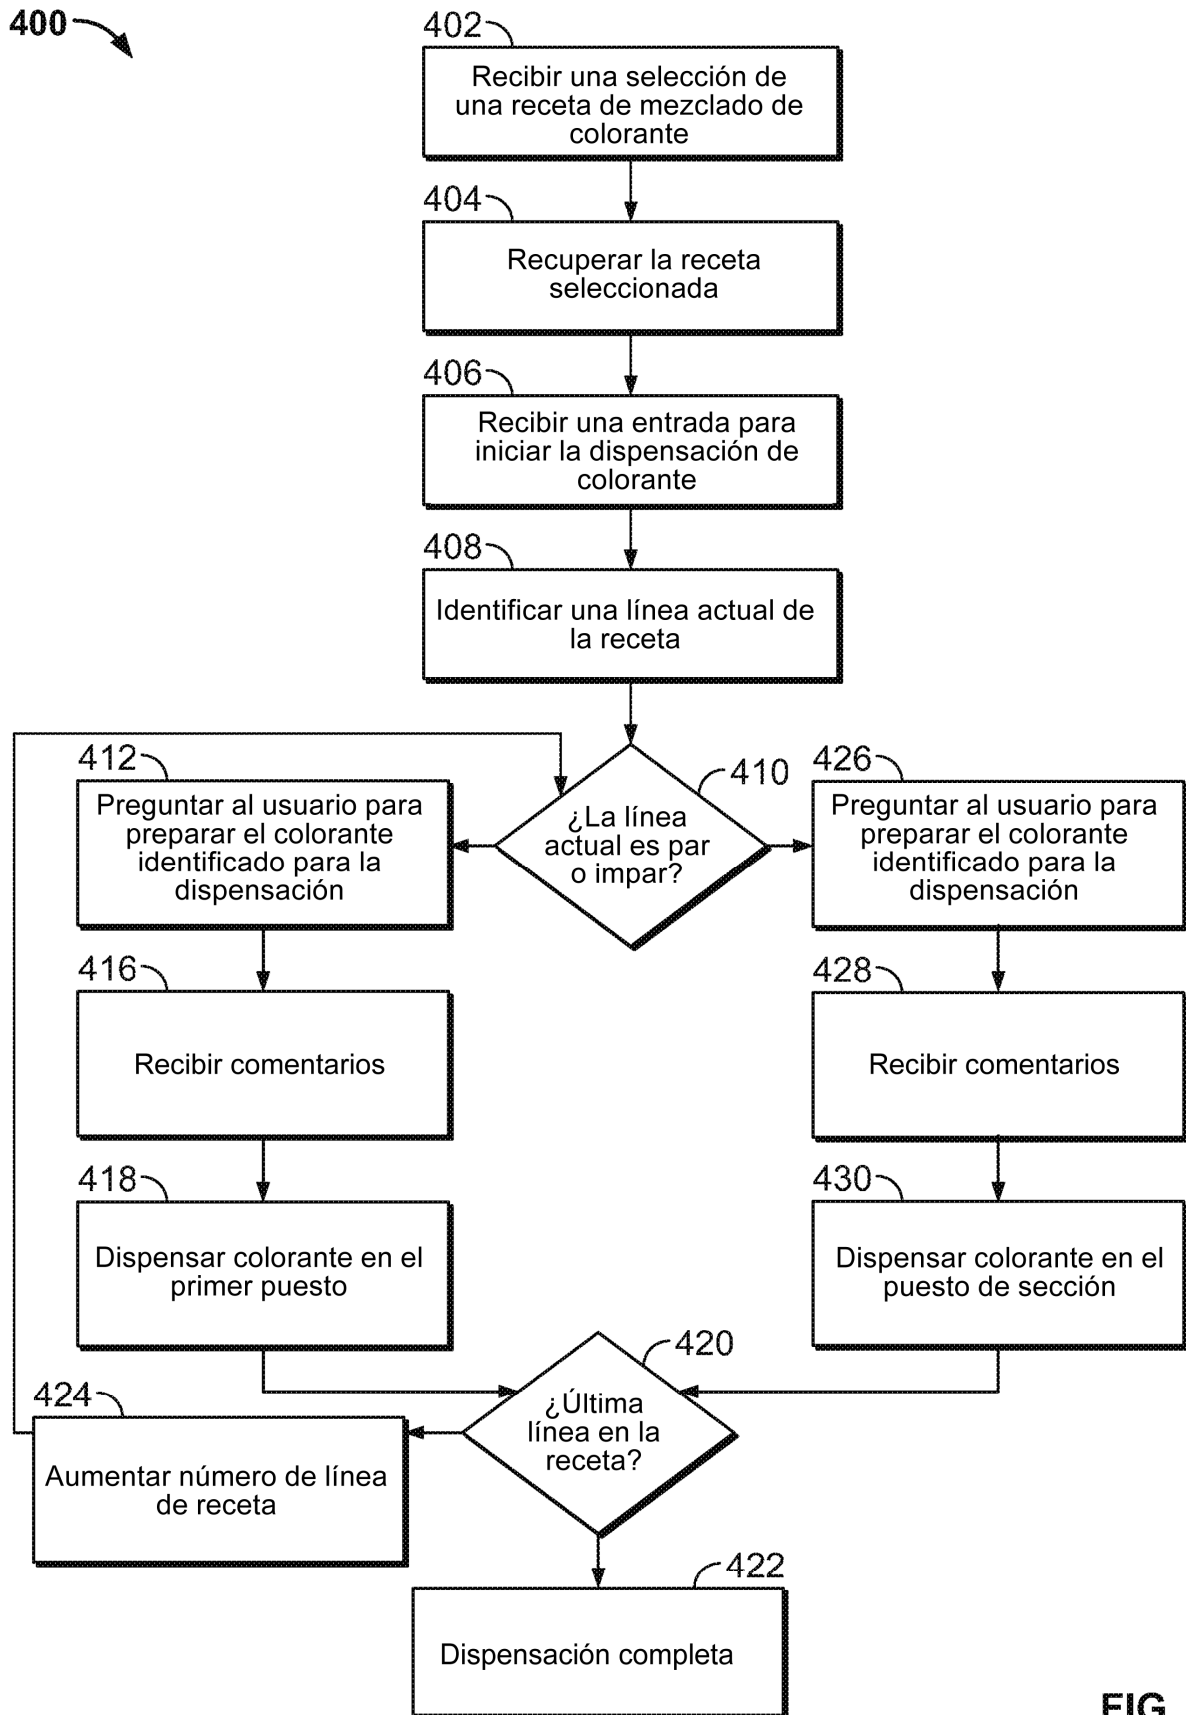 400
402
Recibir una selección de
una receta de mezclado de
colorante
404
Recuperar la receta
seleccionada
406
Recibir una entrada para
iniciar la dispensación de
colorante
408
Identificar una línea actual de
la receta
410
¿La línea
actual es par
o impar?
412
Preguntar al usuario para
preparar el colorante
identificado para la
dispensación
426
Preguntar al usuario para
preparar el colorante
identificado para la
dispensación
416
Recibir comentarios
428
Recibir comentarios
418
Dispensar colorante en el
primer puesto
430
Dispensar colorante en el
puesto de sección
420
¿Última
línea en la
receta?
424
Aumentar número de línea
de receta
422
Dispensación completa
FIG